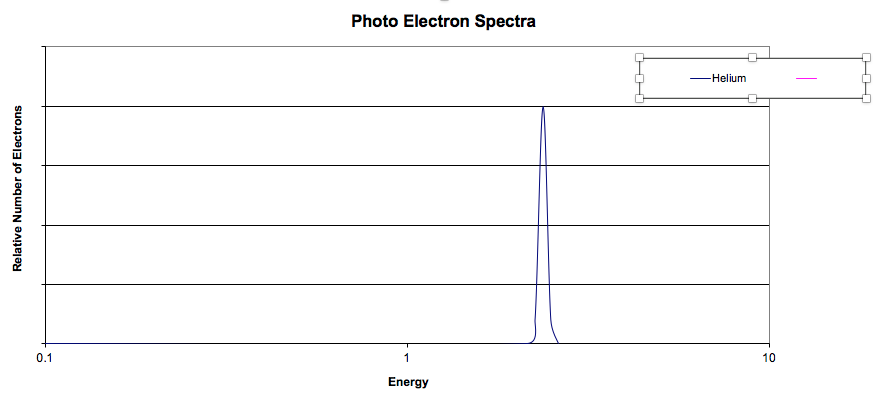 Photo Electron Spectra
Helium
Relative Number of Electrons
0.1 1 10
Energy